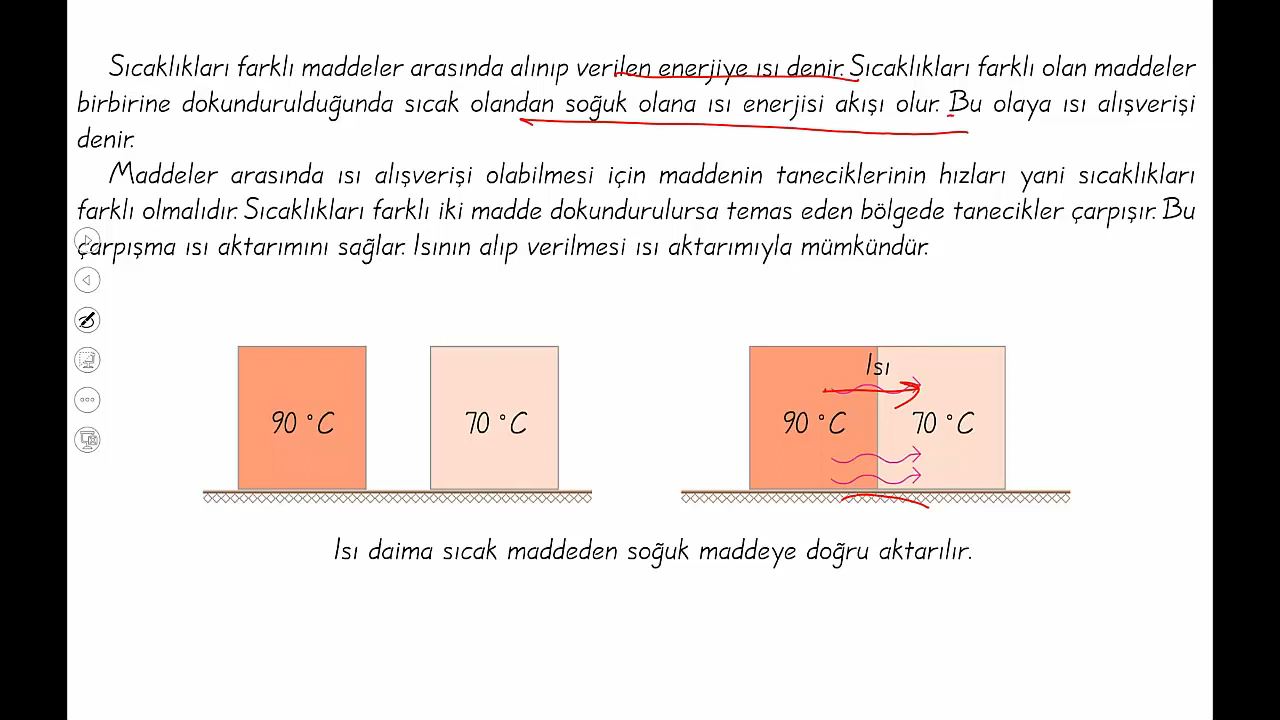 Sıcaklıkları farklı maddeler arasında alınıp verilen enerjiye ısı denir. Sıcaklıkları farklı olan maddeler
birbirine dokundurulduğunda sıcak olandan soğuk olana ısı enerjisi akışı olur. Bu olaya ısı alışverişi
denir.
Maddeler arasında ısı alışverişi olabilmesi için maddenin taneciklerinin hızları yani sıcaklıkları
farklı olmalıdır. Sıcaklıkları farklı iki madde dokundurulursa temas eden bölgede tanecikler çarpışır. Bu
çarpışma ısı aktarımını sağlar. Isının alıp verilmesi ısı aktarımıyla mümkündür.
Isı
90 °C
70 °C
90 °C
70 °C
Isı daima sıcak maddeden soğuk maddeye doğru aktarılır.